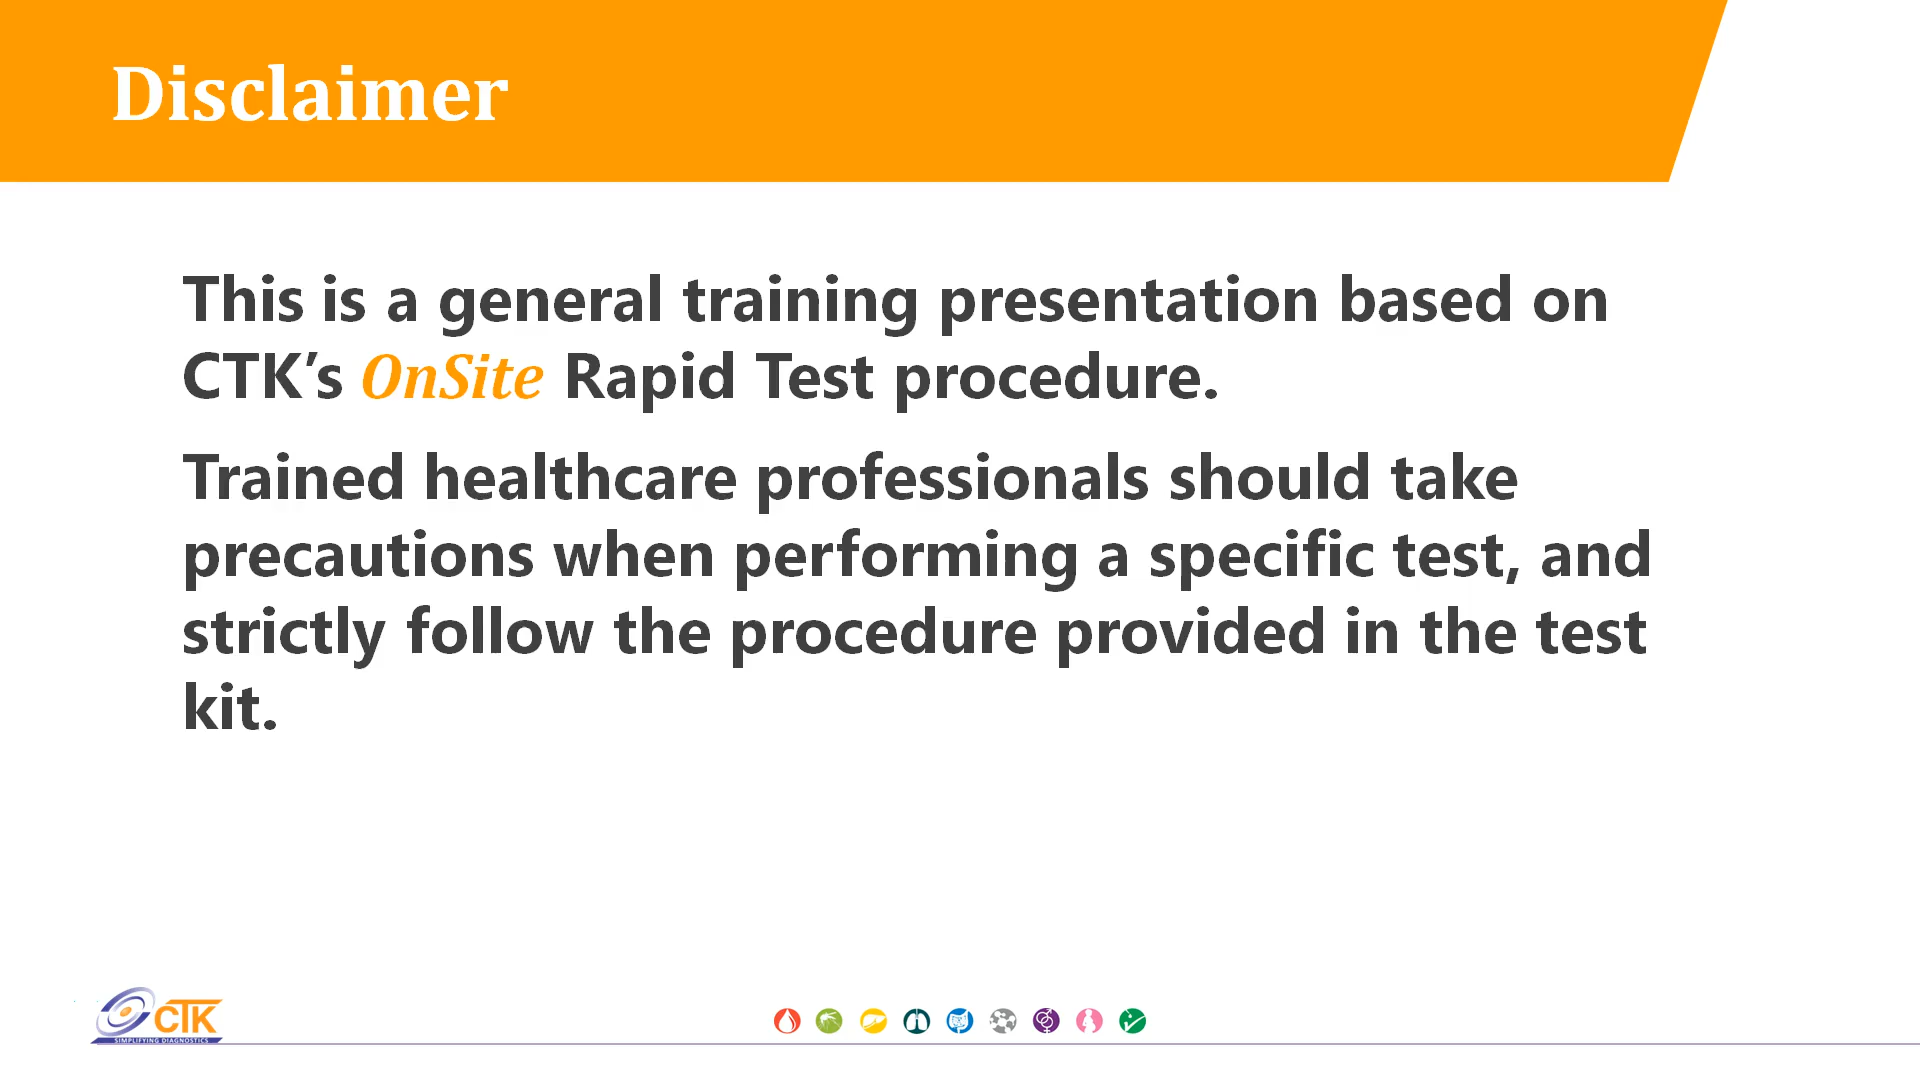 Disclaimer
This is a general training presentation based on
CTK’s OnSite Rapid Test procedure.
Trained healthcare professionals should take
precautions when performing a specific test, and
strictly follow the procedure provided in the test
kit.
CTK
SIMPLIFYING DIAGNOSTICS